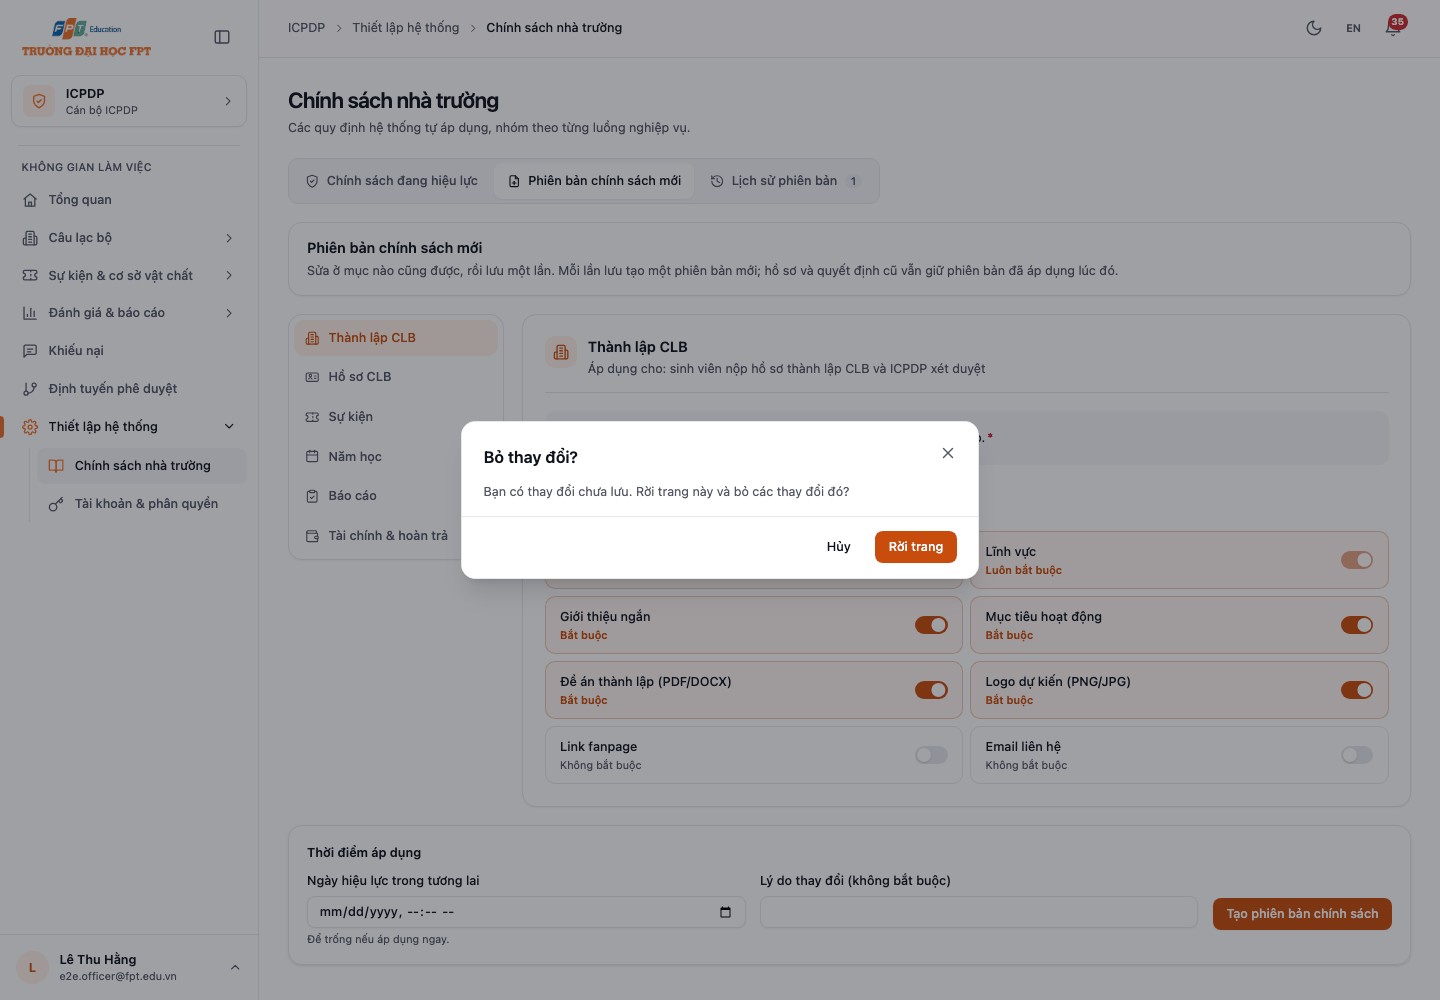 FPT Education
TRƯỜNG ĐẠI HỌC FPT
ICPDP
Cán bộ ICPDP
KHÔNG GIAN LÀM VIỆC
Tổng quan
Câu lạc bộ
Sự kiện & cơ sở vật chất
Đánh giá & báo cáo
Khiếu nại
Định tuyến phê duyệt
Thiết lập hệ thống
Chính sách nhà trường
Tài khoản & phân quyền
L
Lê Thu Hằng
e2e.officer@fpt.edu.vn
ICPDP > Thiết lập hệ thống > Chính sách nhà trường
EN
35
Chính sách nhà trường
Các quy định hệ thống tự áp dụng, nhóm theo từng luồng nghiệp vụ.
Chính sách đang hiệu lực
Phiên bản chính sách mới
Lịch sử phiên bản 1
Phiên bản chính sách mới
Sửa ở mục nào cũng được, rồi lưu một lần. Mỗi lần lưu tạo một phiên bản mới; hồ sơ và quyết định cũ vẫn giữ phiên bản đã áp dụng lúc đó.
Thành lập CLB
Hồ sơ CLB
Sự kiện
Năm học
Báo cáo
Tài chính & hoàn trả
Thành lập CLB
Áp dụng cho: sinh viên nộp hồ sơ thành lập CLB và ICPDP xét duyệt
Bỏ thay đổi?
Bạn có thay đổi chưa lưu. Rời trang này và bỏ các thay đổi đó?
Hủy
Rời trang
Lĩnh vực
Luôn bắt buộc
Giới thiệu ngắn
Bắt buộc
Mục tiêu hoạt động
Bắt buộc
Đề án thành lập (PDF/DOCX)
Bắt buộc
Logo dự kiến (PNG/JPG)
Bắt buộc
Link fanpage
Không bắt buộc
Email liên hệ
Không bắt buộc
Thời điểm áp dụng
Ngày hiệu lực trong tương lai
mm/dd/yyyy, --:-- --
Để trống nếu áp dụng ngay.
Lý do thay đổi (không bắt buộc)
Tạo phiên bản chính sách